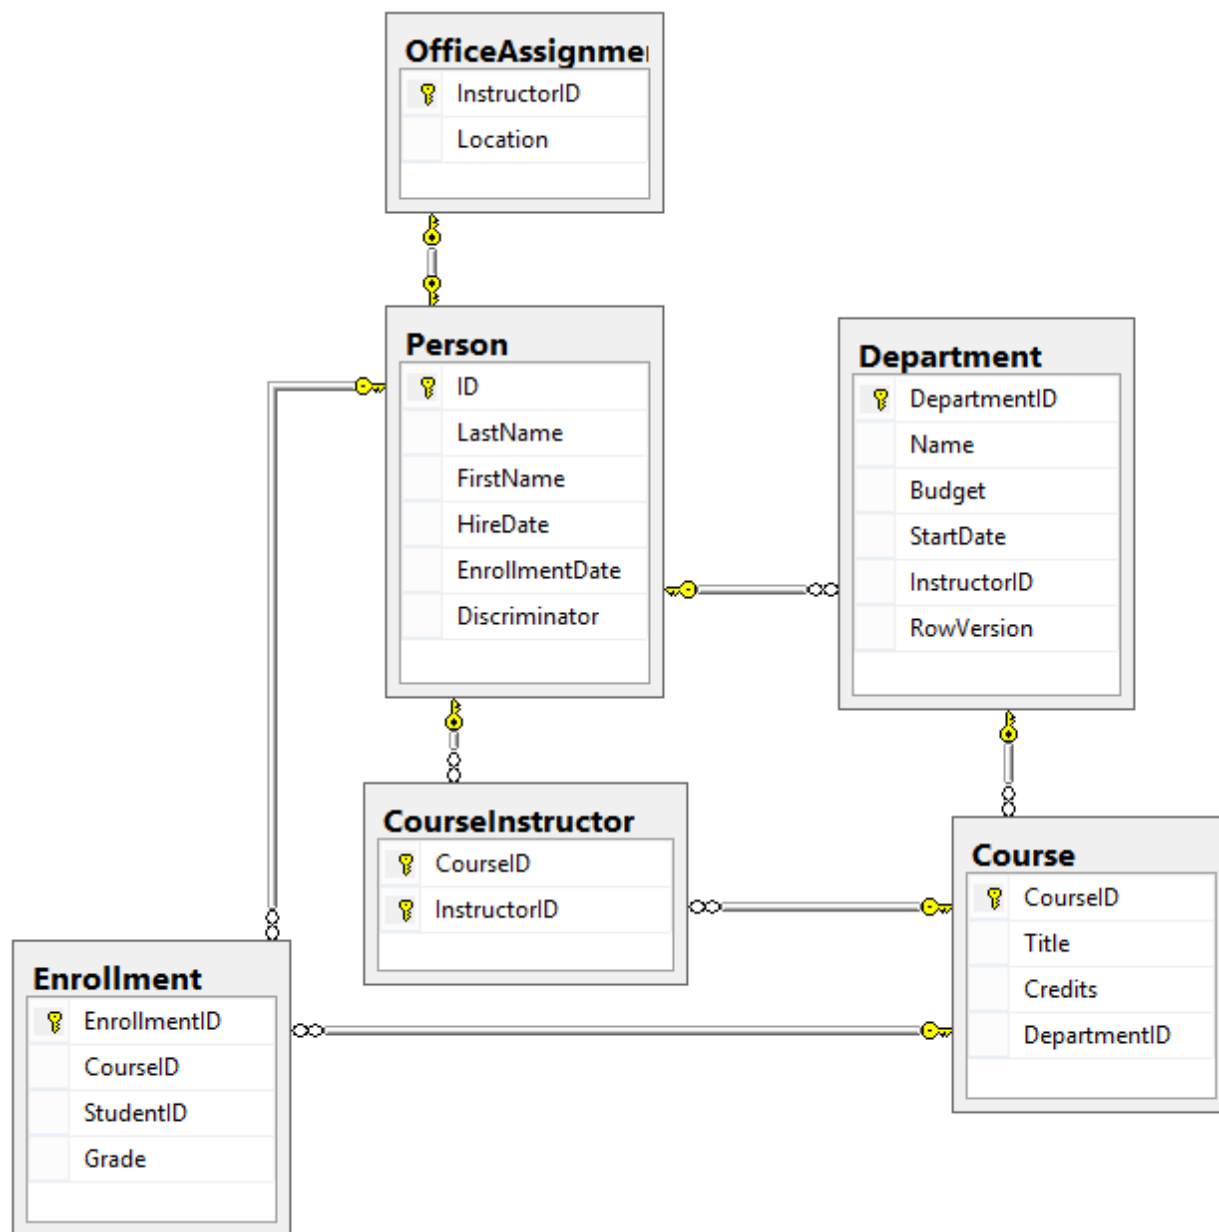 OfficeAssignme
InstructorID
Location
Person
ID
LastName
FirstName
HireDate
EnrollmentDate
Discriminator
Department
DepartmentID
Name
Budget
StartDate
InstructorID
RowVersion
CourseInstructor
CourseID
InstructorID
Course
CourseID
Title
Credits
DepartmentID
Enrollment
EnrollmentID
CourseID
StudentID
Grade